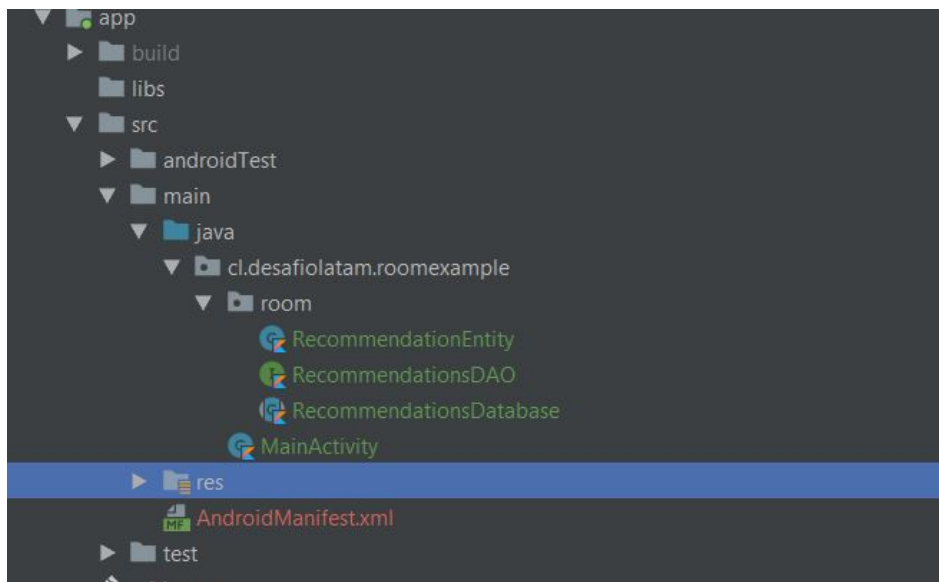 app
build
libs
src
androidTest
main
java
cl.desafiolatam.roomexample
room
RecommendationEntity
RecommendationsDAO
RecommendationsDatabase
MainActivity
res
MF AndroidManifest.xml
test